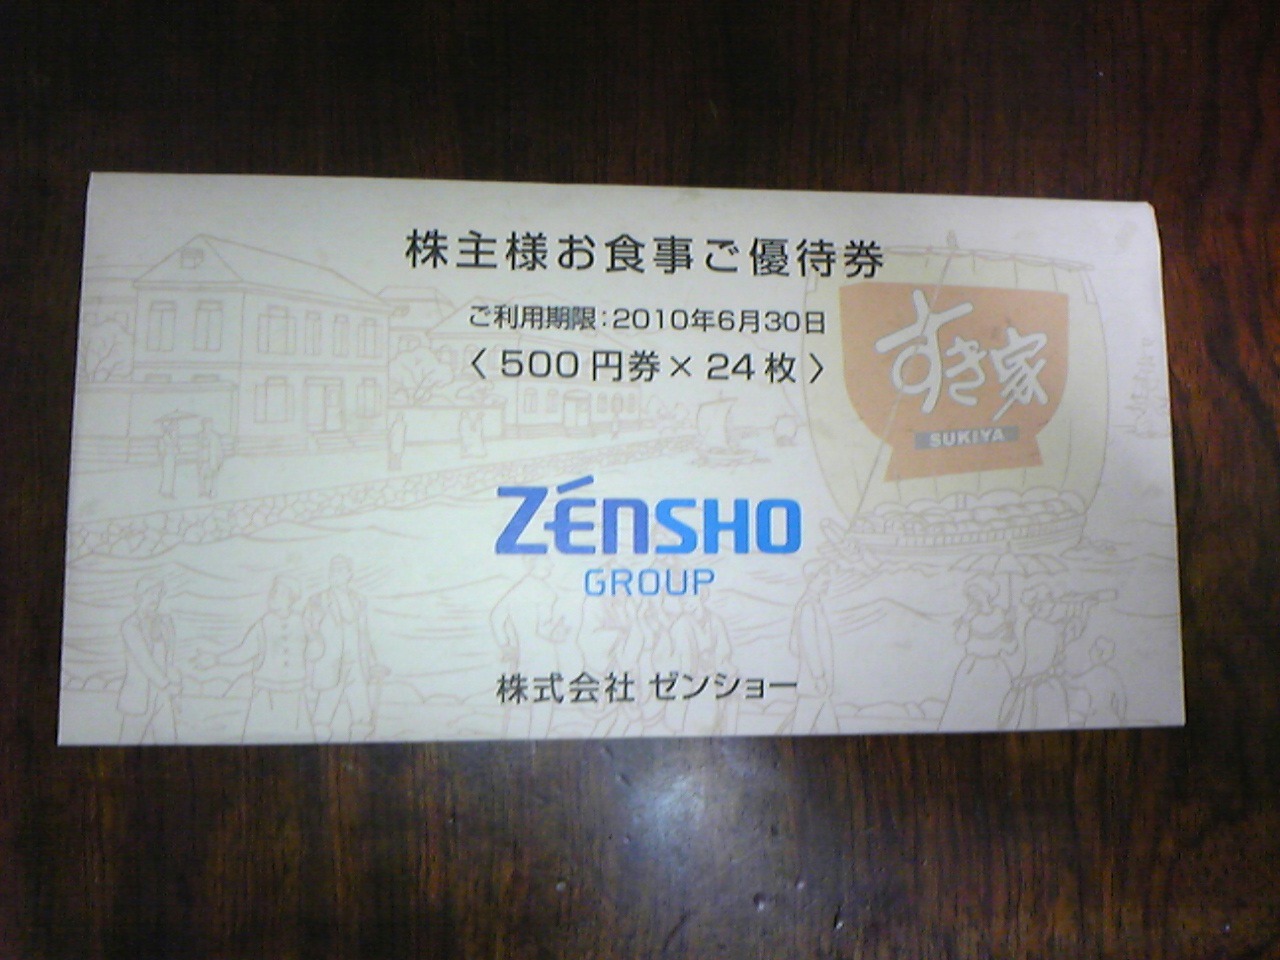 株主様お食事ご優待券
ご利用期限:2010年6月30日
〈500円券×24枚〉
すき家
SUKIYA
ZÉNSHO
GROUP
株式会社 ゼンショー